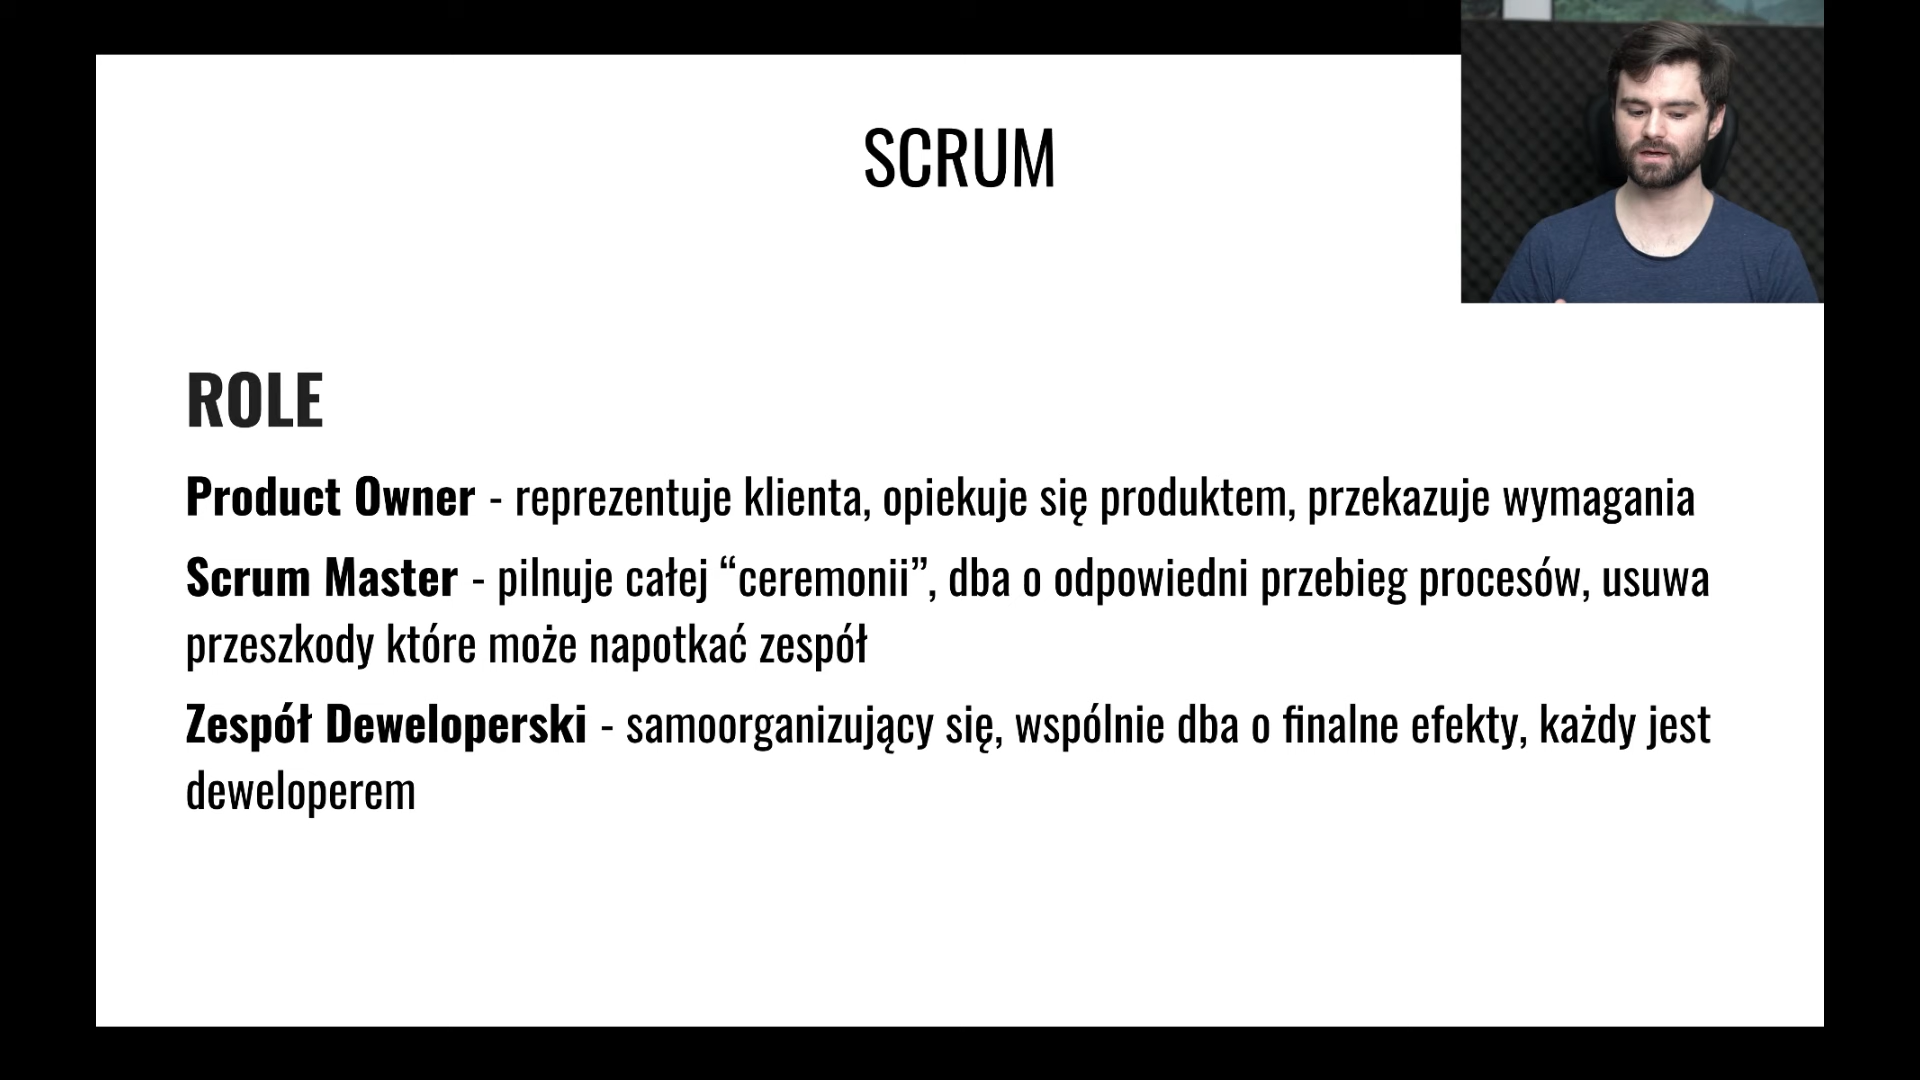 SCRUM
ROLE
Product Owner - reprezentuje klienta, opiekuje się produktem, przekazuje wymagania
Scrum Master - pilnuje całej “ceremonii”, dba o odpowiedni przebieg procesów, usuwa
przeszkody które może napotkać zespół
Zespół Deweloperski - samoorganizujący się, wspólnie dba o finalne efekty, każdy jest
deweloperem